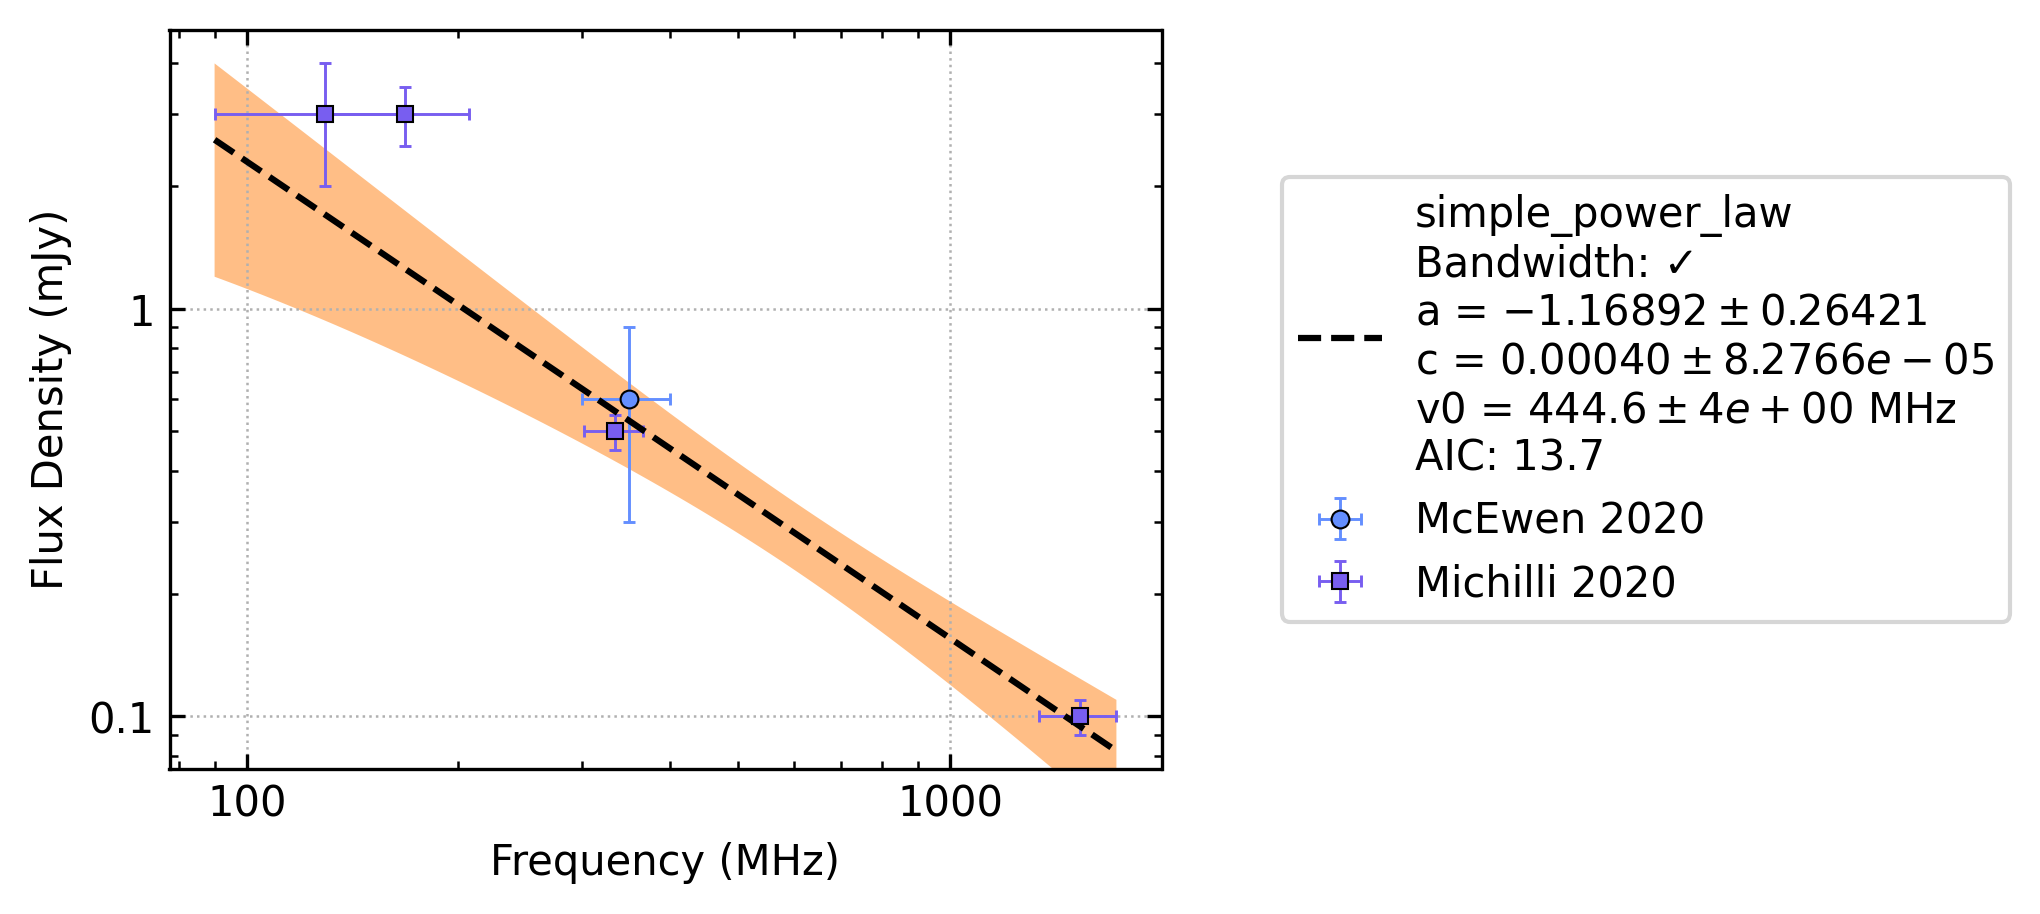 Flux Density (mJy)
1
0.1
100
1000
Frequency (MHz)
simple_power_law
Bandwidth: ✓
a = −1.16892 ± 0.26421
c = 0.00040 ± 8.2766e − 05
v0 = 444.6 ± 4e + 00 MHz
AIC: 13.7
McEwen 2020
Michilli 2020